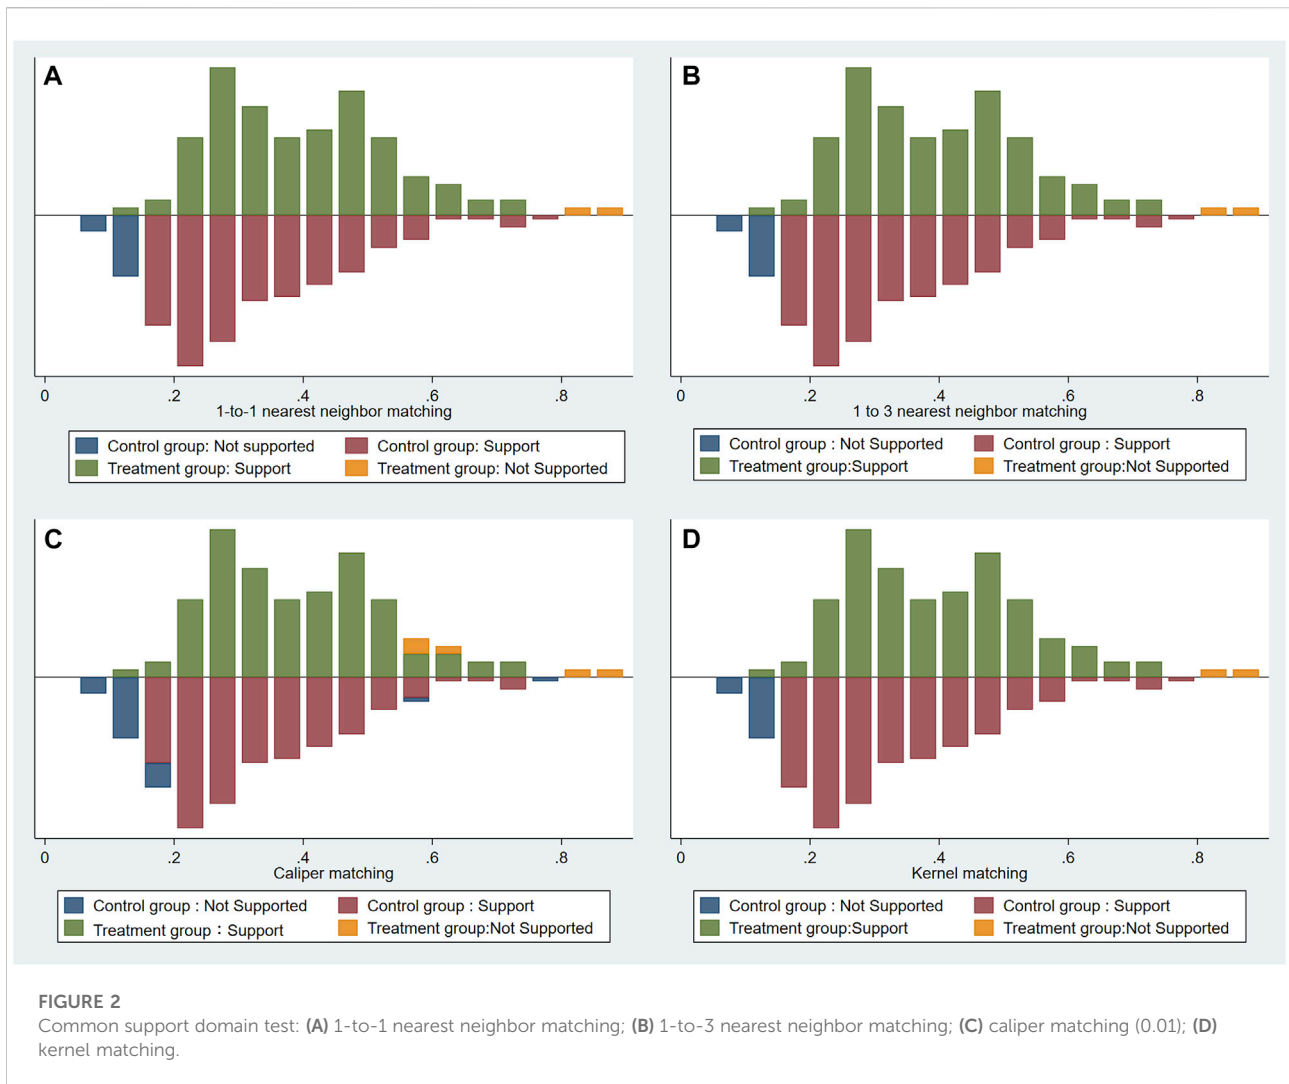 A
0 .2 .4 .6 .8
1-to-1 nearest neighbor matching
Control group: Not supported Control group: Support
Treatment group: Support Treatment group: Not Supported
B
0 .2 .4 .6 .8
1 to 3 nearest neighbor matching
Control group : Not Supported Control group : Support
Treatment group:Support Treatment group:Not Supported
C
0 .2 .4 .6 .8
Caliper matching
Control group : Not Supported Control group : Support
Treatment group：Support Treatment group:Not Supported
D
0 .2 .4 .6 .8
Kernel matching
Control group : Not Supported Control group : Support
Treatment group:Support Treatment group:Not Supported
FIGURE 2
Common support domain test: (A) 1-to-1 nearest neighbor matching; (B) 1-to-3 nearest neighbor matching; (C) caliper matching (0.01); (D)
kernel matching.